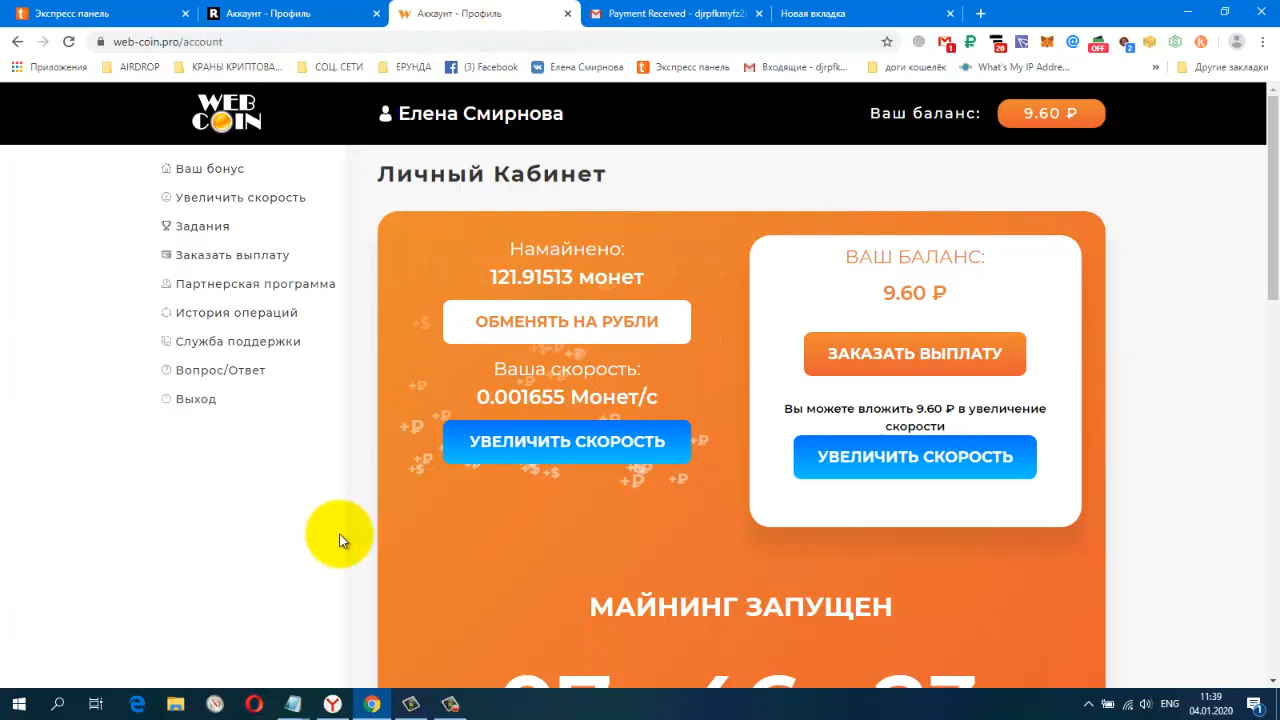 Экспресс панель
Аккаунт - Профиль
Аккаунт - Профиль
Payment Received - djrpfkmyfz2
Новая вкладка
web-coin.pro/account
1
20
OFF
2
Приложения
AIRDROP
КРАНЫ КРИПТОВА...
СОЦ. СЕТИ
ЕРУНДА
(3) Facebook
Елена Смирнова
Экспресс панель
Входящие - djrpfk...
доги кошелёк
What's My IP Addre...
»
Другие закладки
WEB
COIN
Елена Смирнова
Ваш баланс:
9.60 ₽
Ваш бонус
Увеличить скорость
Задания
Заказать выплату
Партнерская программа
История операций
Служба поддержки
Вопрос/Ответ
Выход
Личный Кабинет
Намайнено:
121.91513 монет
ОБМЕНЯТЬ НА РУБЛИ
Ваша скорость:
0.001655 Монет/с
УВЕЛИЧИТЬ СКОРОСТЬ
ВАШ БАЛАНС:
9.60 ₽
ЗАКАЗАТЬ ВЫПЛАТУ
Вы можете вложить 9.60 ₽ в увеличение
скорости
УВЕЛИЧИТЬ СКОРОСТЬ
МАЙНИНГ ЗАПУЩЕН
ENG
11:39
04.01.2020
1